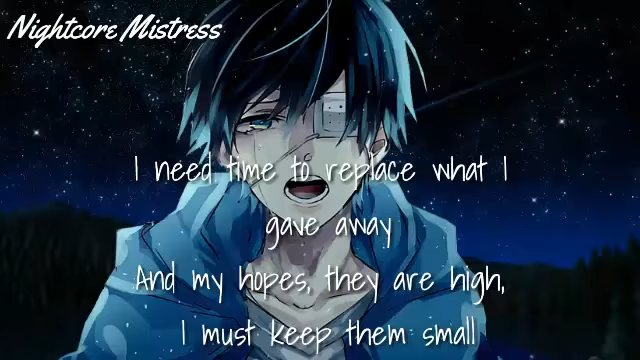 Nightcore Mistress
I need time to replace what I
gave away
And my hopes, they are high,
I must keep them small